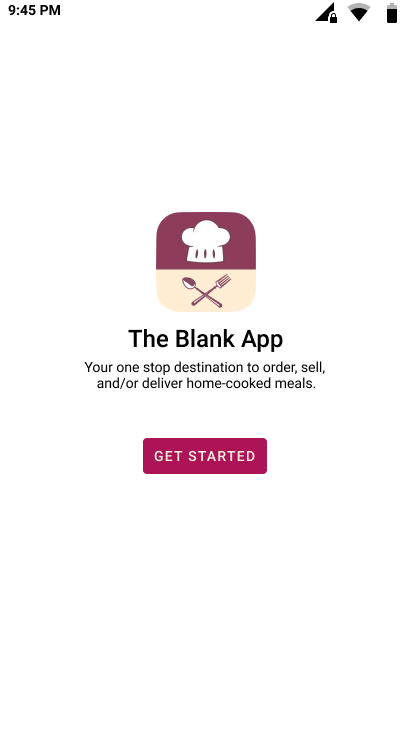 9:45 PM
The Blank App
Your one stop destination to order, sell,
and/or deliver home-cooked meals.
GET STARTED